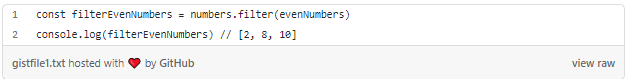 1 const filterEvenNumbers = numbers.filter(evenNumbers)
2 console.log(filterEvenNumbers) // [2, 8, 10]
gistfile1.txt hosted with ❤ by GitHub view raw